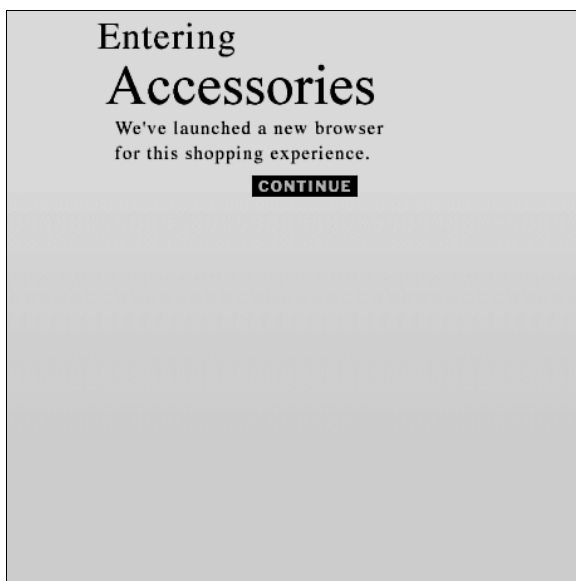 Entering
Accessories
We've launched a new browser
for this shopping experience.
CONTINUE